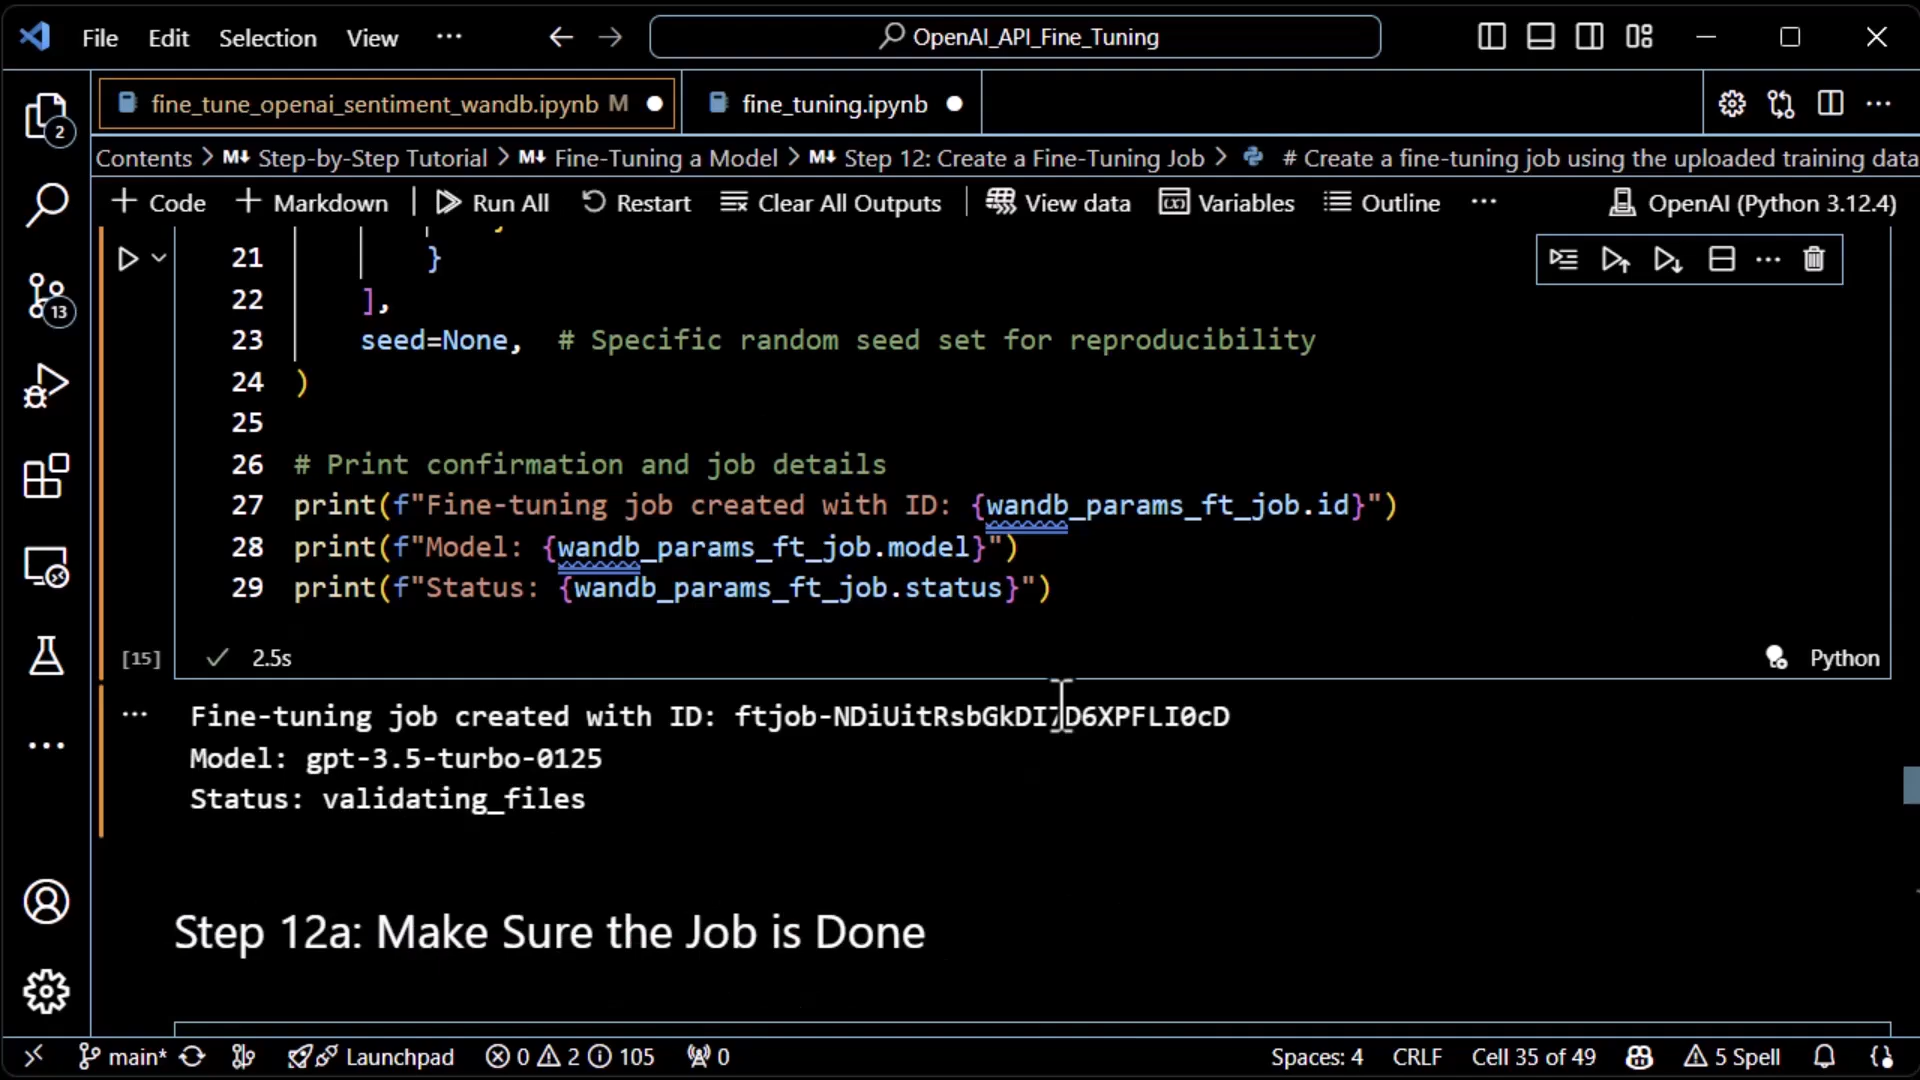 File Edit Selection View ··· OpenAI_API_Fine_Tuning
fine_tune_openai_sentiment_wandb.ipynb M fine_tuning.ipynb
2
Contents > M↓ Step-by-Step Tutorial > M↓ Fine-Tuning a Model > M↓ Step 12: Create a Fine-Tuning Job > # Create a fine-tuning job using the uploaded training data
+ Code + Markdown | Run All Restart Clear All Outputs | View data Variables Outline ··· OpenAI (Python 3.12.4)
21 }
22 ],
23 seed=None, # Specific random seed set for reproducibility
13
24 )
25
26 # Print confirmation and job details
27 print(f"Fine-tuning job created with ID: {wandb_params_ft_job.id}")
28 print(f"Model: {wandb_params_ft_job.model}")
29 print(f"Status: {wandb_params_ft_job.status}")
[15] ✓ 2.5s Python
Fine-tuning job created with ID: ftjob-NDiUitRsbGkDI7D6XPFLI0cD
Model: gpt-3.5-turbo-0125
Status: validating_files
Step 12a: Make Sure the Job is Done
main* Launchpad 0 2 105 0 Spaces: 4 CRLF Cell 35 of 49 5 Spell